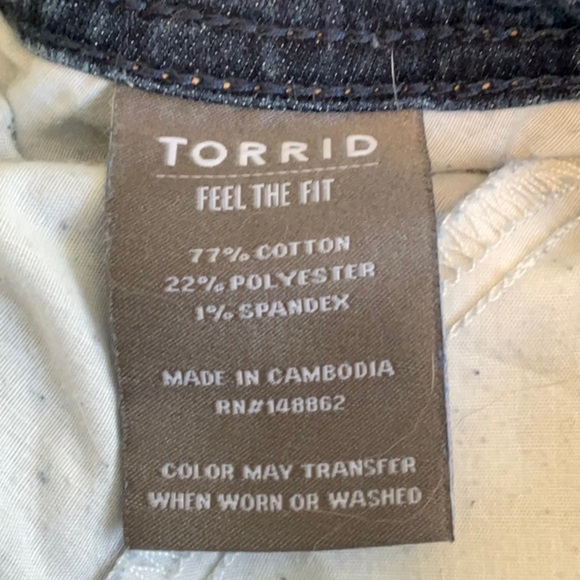 TORRID
FEEL THE FIT
77% COTTON
22% POLYESTER
1% SPANDEX
MADE IN CAMBODIA
RN#148862
COLOR MAY TRANSFER
WHEN WORN OR WASHED